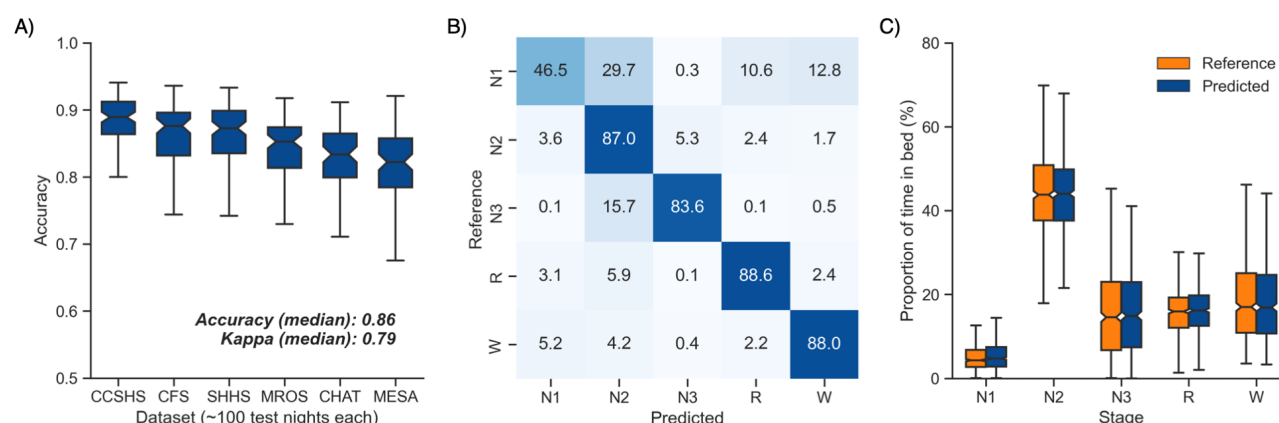 A)
1.0
0.9
0.8
0.7
0.6
0.5
Accuracy
Accuracy (median): 0.86
Kappa (median): 0.79
CCSHS CFS SHHS MROS CHAT MESA
Dataset (~100 test nights each)
B)
Reference
N1 46.5 29.7 0.3 10.6 12.8
N2 3.6 87.0 5.3 2.4 1.7
N3 0.1 15.7 83.6 0.1 0.5
R 3.1 5.9 0.1 88.6 2.4
W 5.2 4.2 0.4 2.2 88.0
N1 N2 N3 R W
Predicted
C)
80
60
40
20
0
Proportion of time in bed (%)
Reference
Predicted
N1 N2 N3 R W
Stage